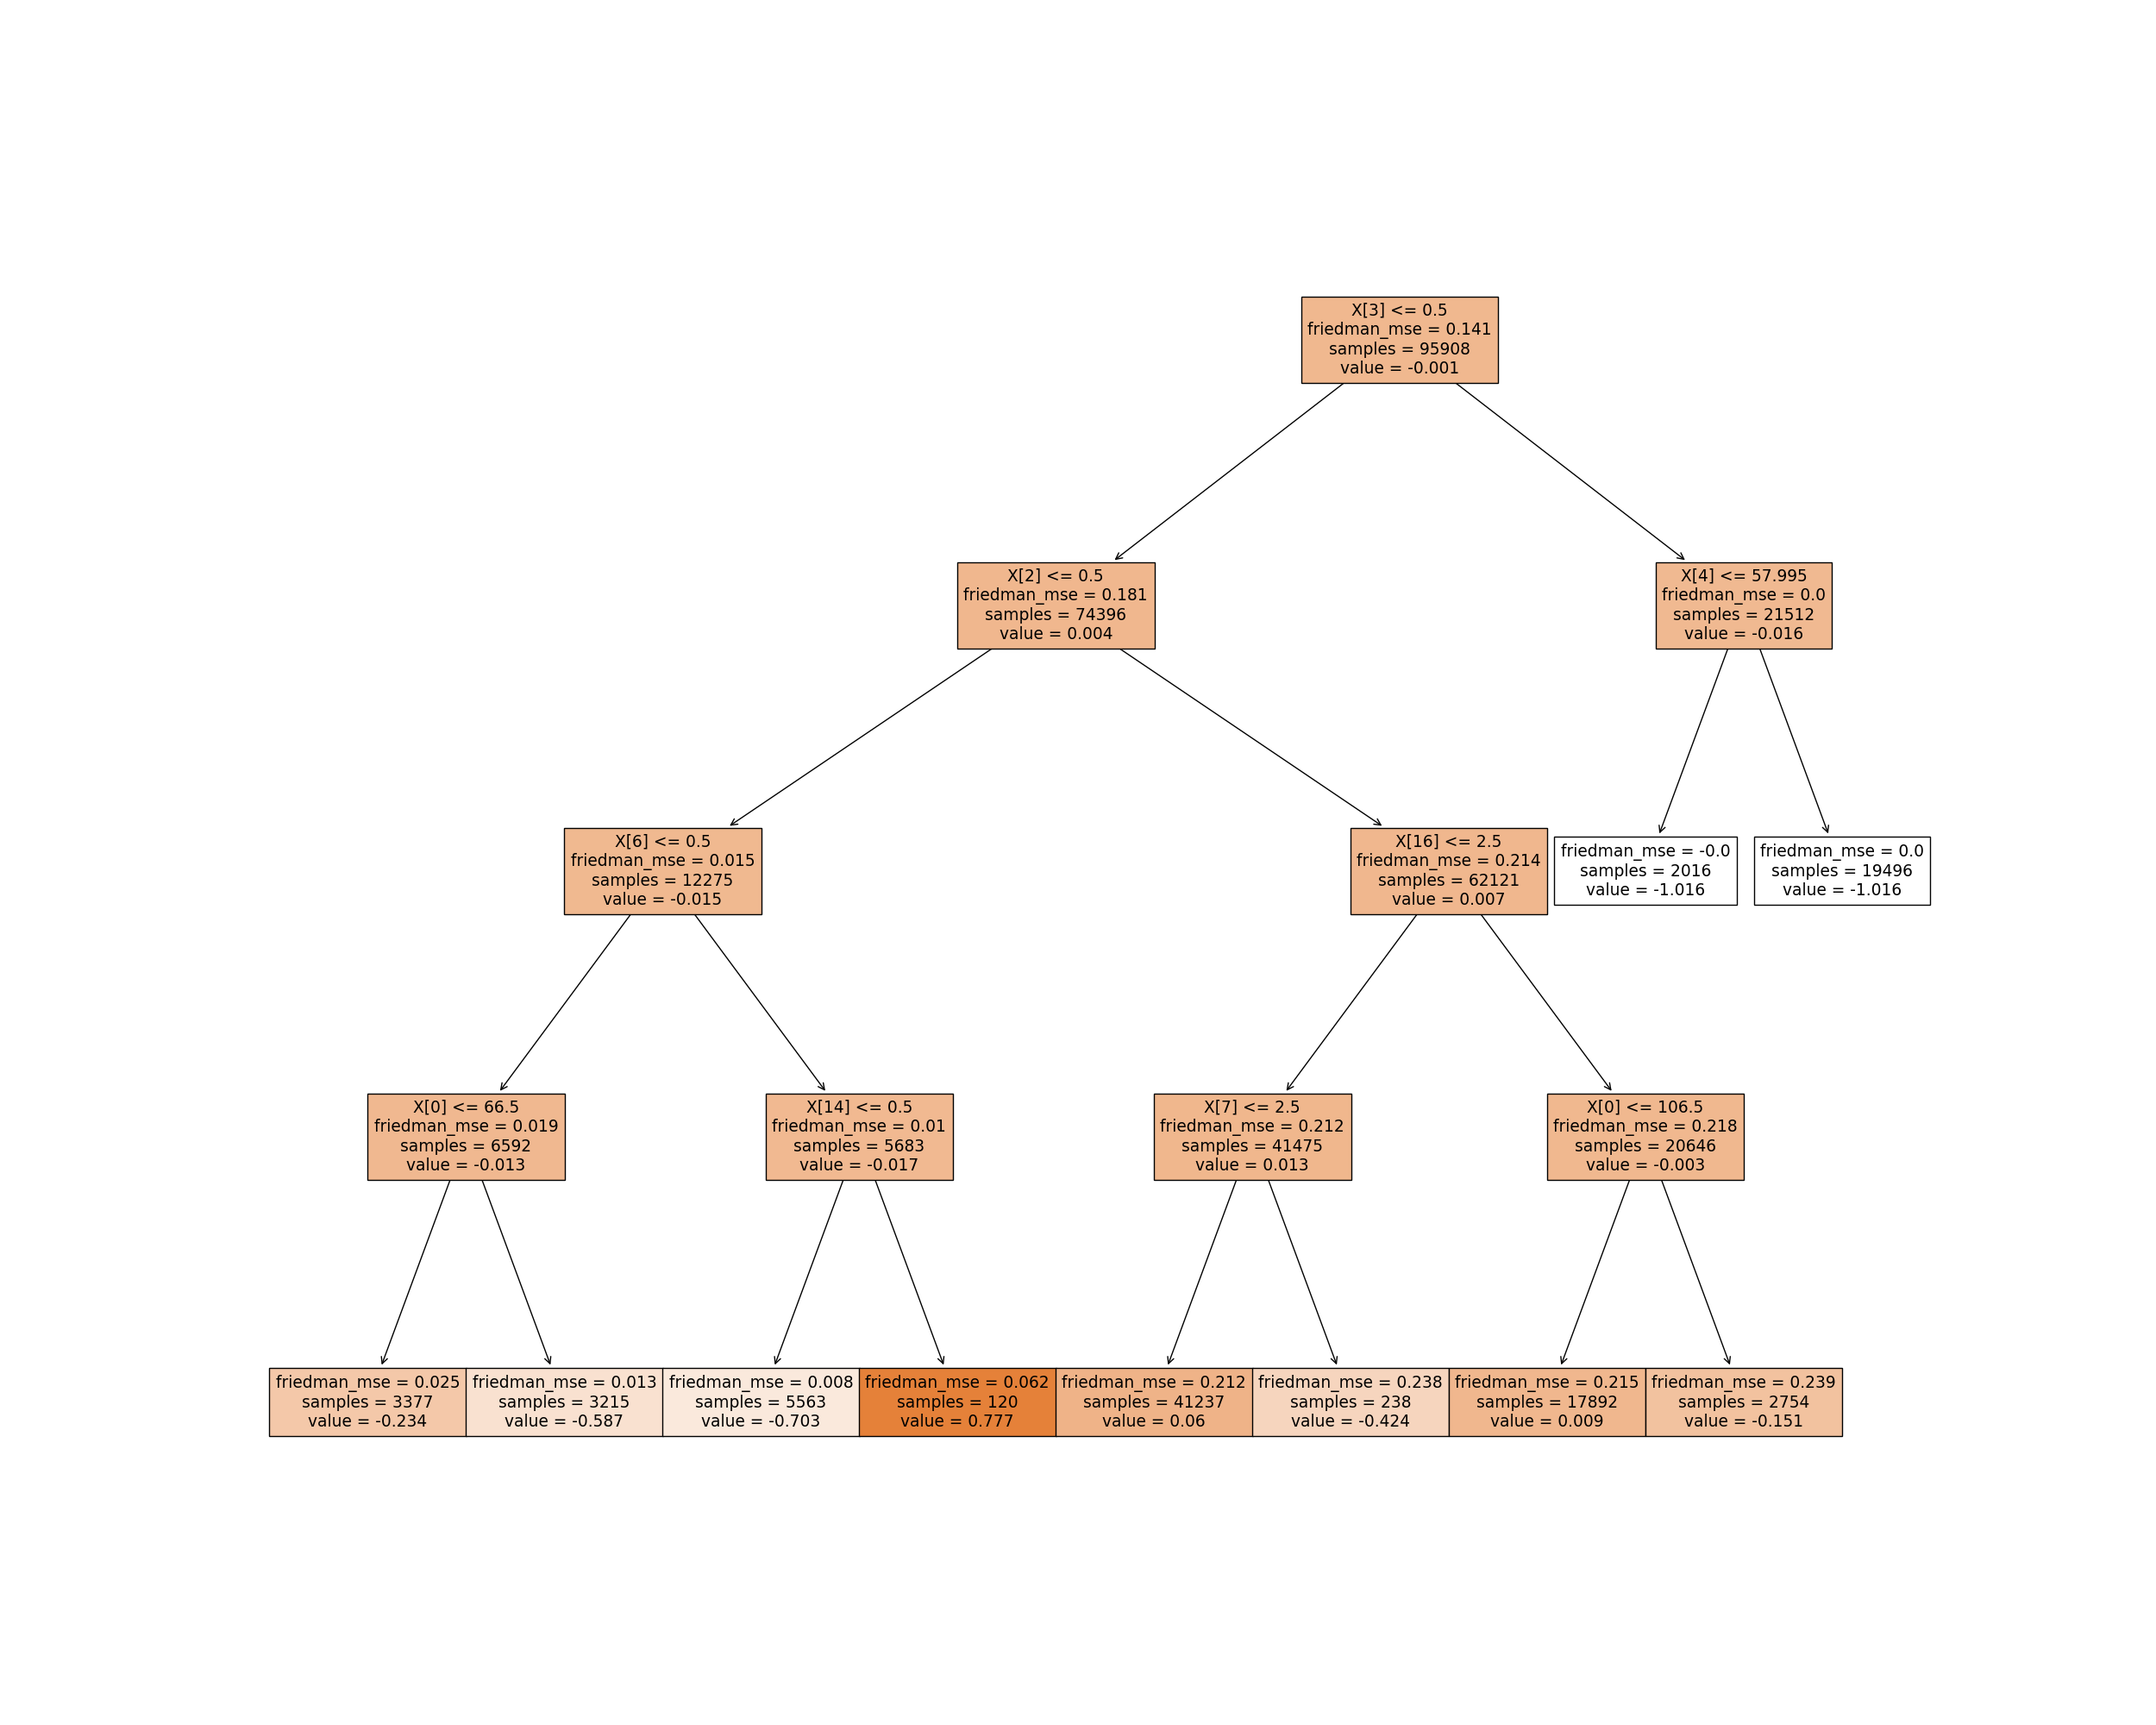 X[3] <= 0.5
friedman_mse = 0.141
samples = 95908
value = -0.001
X[2] <= 0.5
friedman_mse = 0.181
samples = 74396
value = 0.004
X[4] <= 57.995
friedman_mse = 0.0
samples = 21512
value = -0.016
X[6] <= 0.5
friedman_mse = 0.015
samples = 12275
value = -0.015
X[16] <= 2.5
friedman_mse = 0.214
samples = 62121
value = 0.007
friedman_mse = -0.0
samples = 2016
value = -1.016
friedman_mse = 0.0
samples = 19496
value = -1.016
X[0] <= 66.5
friedman_mse = 0.019
samples = 6592
value = -0.013
X[14] <= 0.5
friedman_mse = 0.01
samples = 5683
value = -0.017
X[7] <= 2.5
friedman_mse = 0.212
samples = 41475
value = 0.013
X[0] <= 106.5
friedman_mse = 0.218
samples = 20646
value = -0.003
friedman_mse = 0.025
samples = 3377
value = -0.234
friedman_mse = 0.013
samples = 3215
value = -0.587
friedman_mse = 0.008
samples = 5563
value = -0.703
friedman_mse = 0.062
samples = 120
value = 0.777
friedman_mse = 0.212
samples = 41237
value = 0.06
friedman_mse = 0.238
samples = 238
value = -0.424
friedman_mse = 0.215
samples = 17892
value = 0.009
friedman_mse = 0.239
samples = 2754
value = -0.151